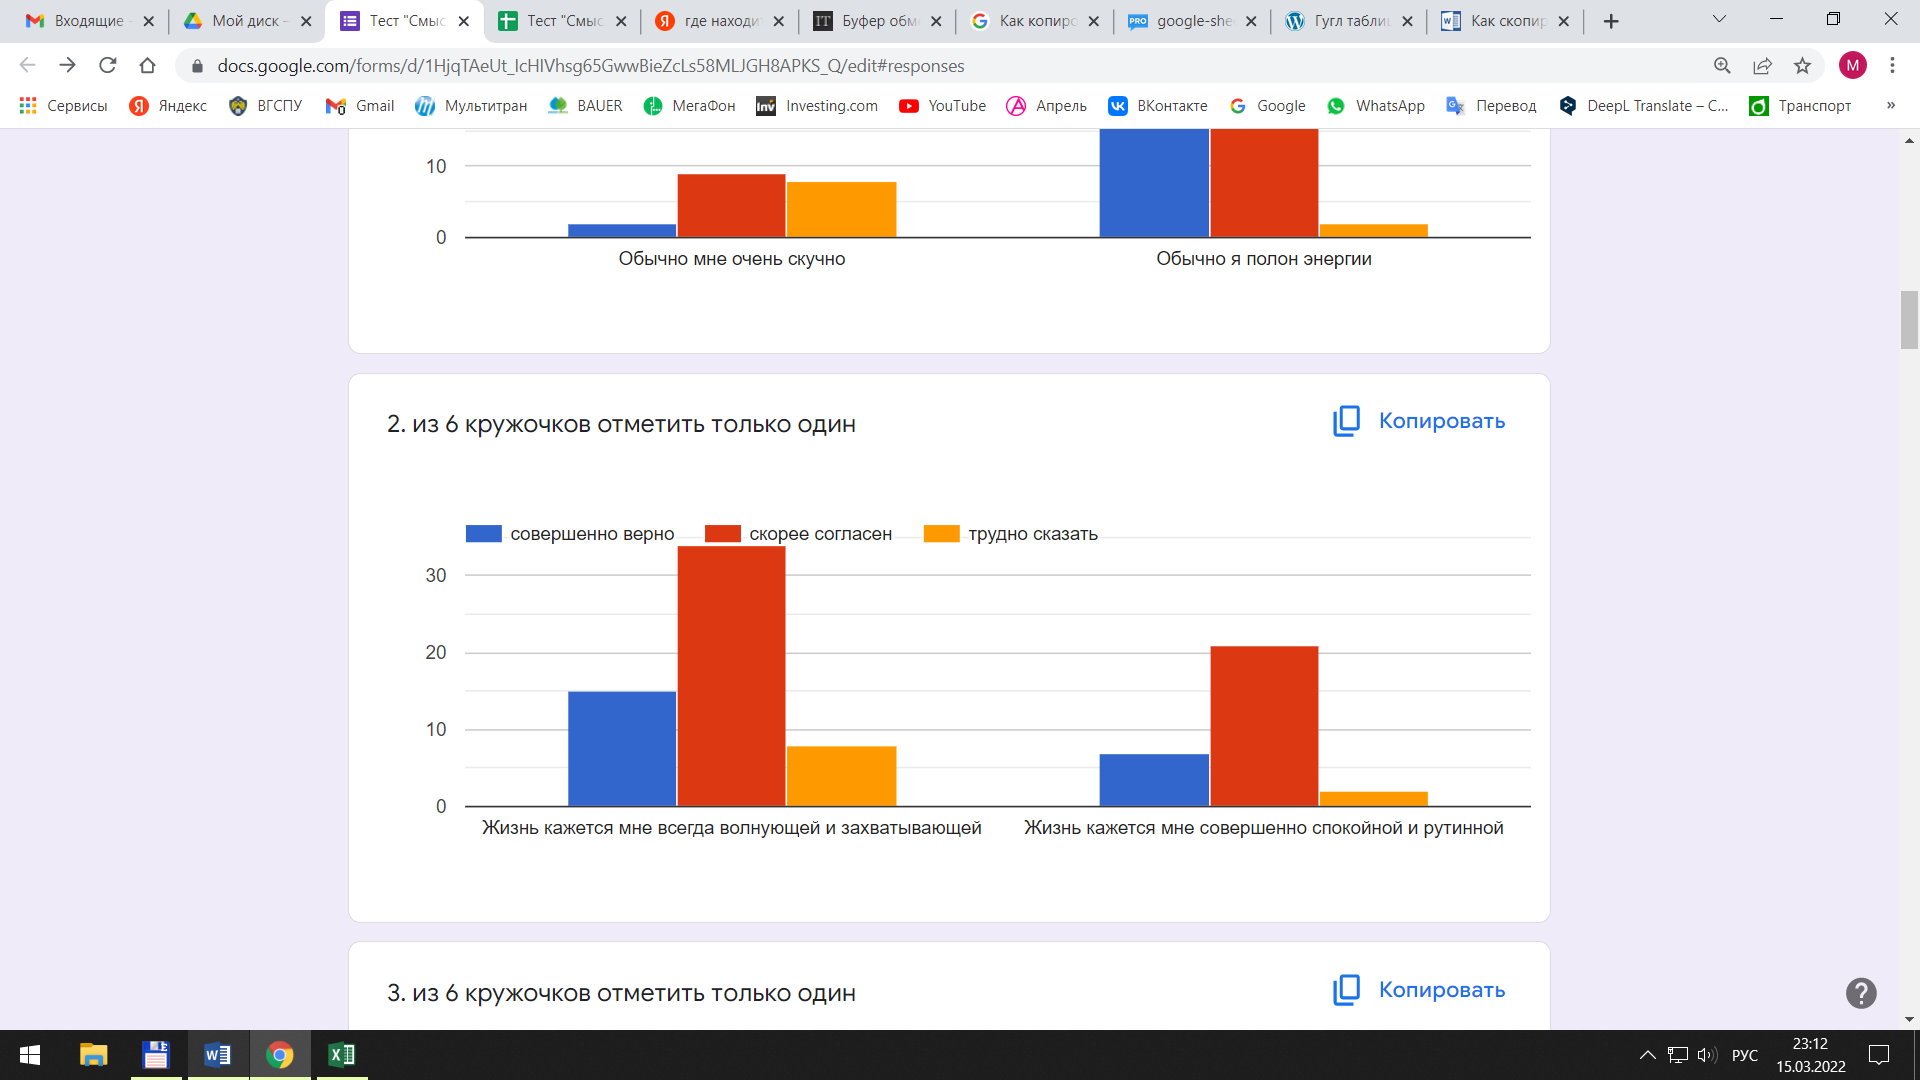 Входящие -
Мой диск –
Тест "Смыс
Тест "Смыс
где находи
Буфер обм
Как копиро
google-shee
Гугл таблиц
Как скопир
docs.google.com/forms/d/1HjqTAeUt_IcHIVhsg65GwwBieZcLs58MLJGH8APKS_Q/edit#responses
M
Сервисы
Яндекс
ВГСПУ
Gmail
Мультитран
BAUER
МегаФон
Investing.com
YouTube
Апрель
ВКонтакте
Google
WhatsApp
Перевод
DeepL Translate – C...
Транспорт
»
10
0
Обычно мне очень скучно
Обычно я полон энергии
2. из 6 кружочков отметить только один
Копировать
совершенно верно
скорее согласен
трудно сказать
30
20
10
0
Жизнь кажется мне всегда волнующей и захватывающей
Жизнь кажется мне совершенно спокойной и рутинной
3. из 6 кружочков отметить только один
Копировать
РУС
23:12
15.03.2022